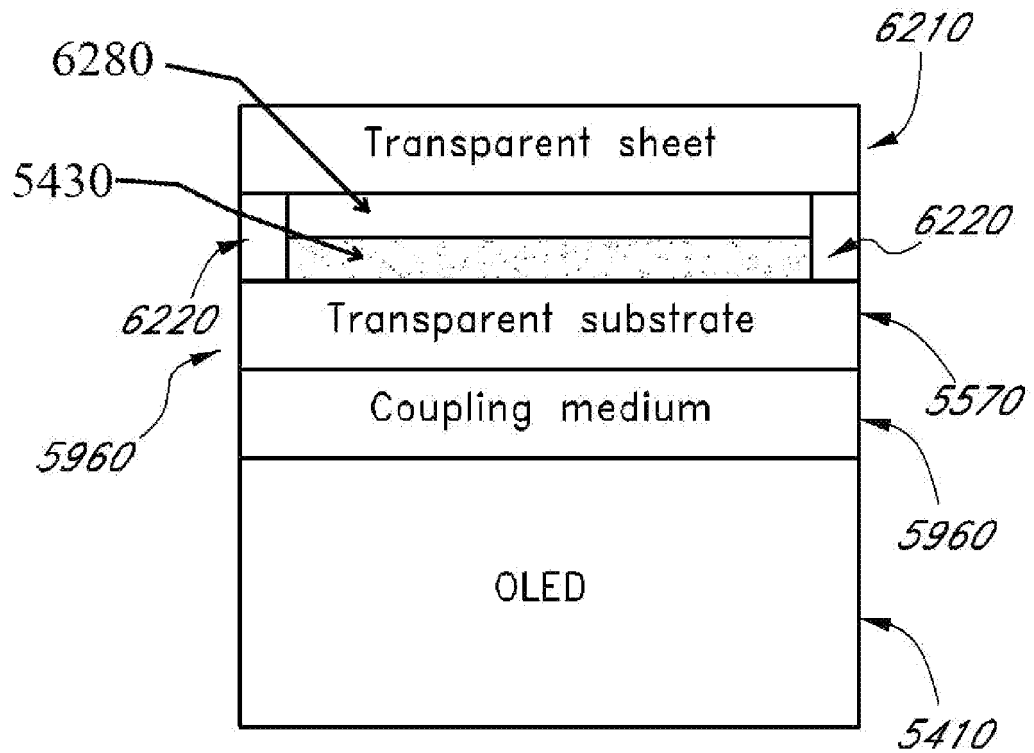 6210
6280
Transparent sheet
5430
6220
6220
Transparent substrate
5570
5960
Coupling medium
5960
OLED
5410